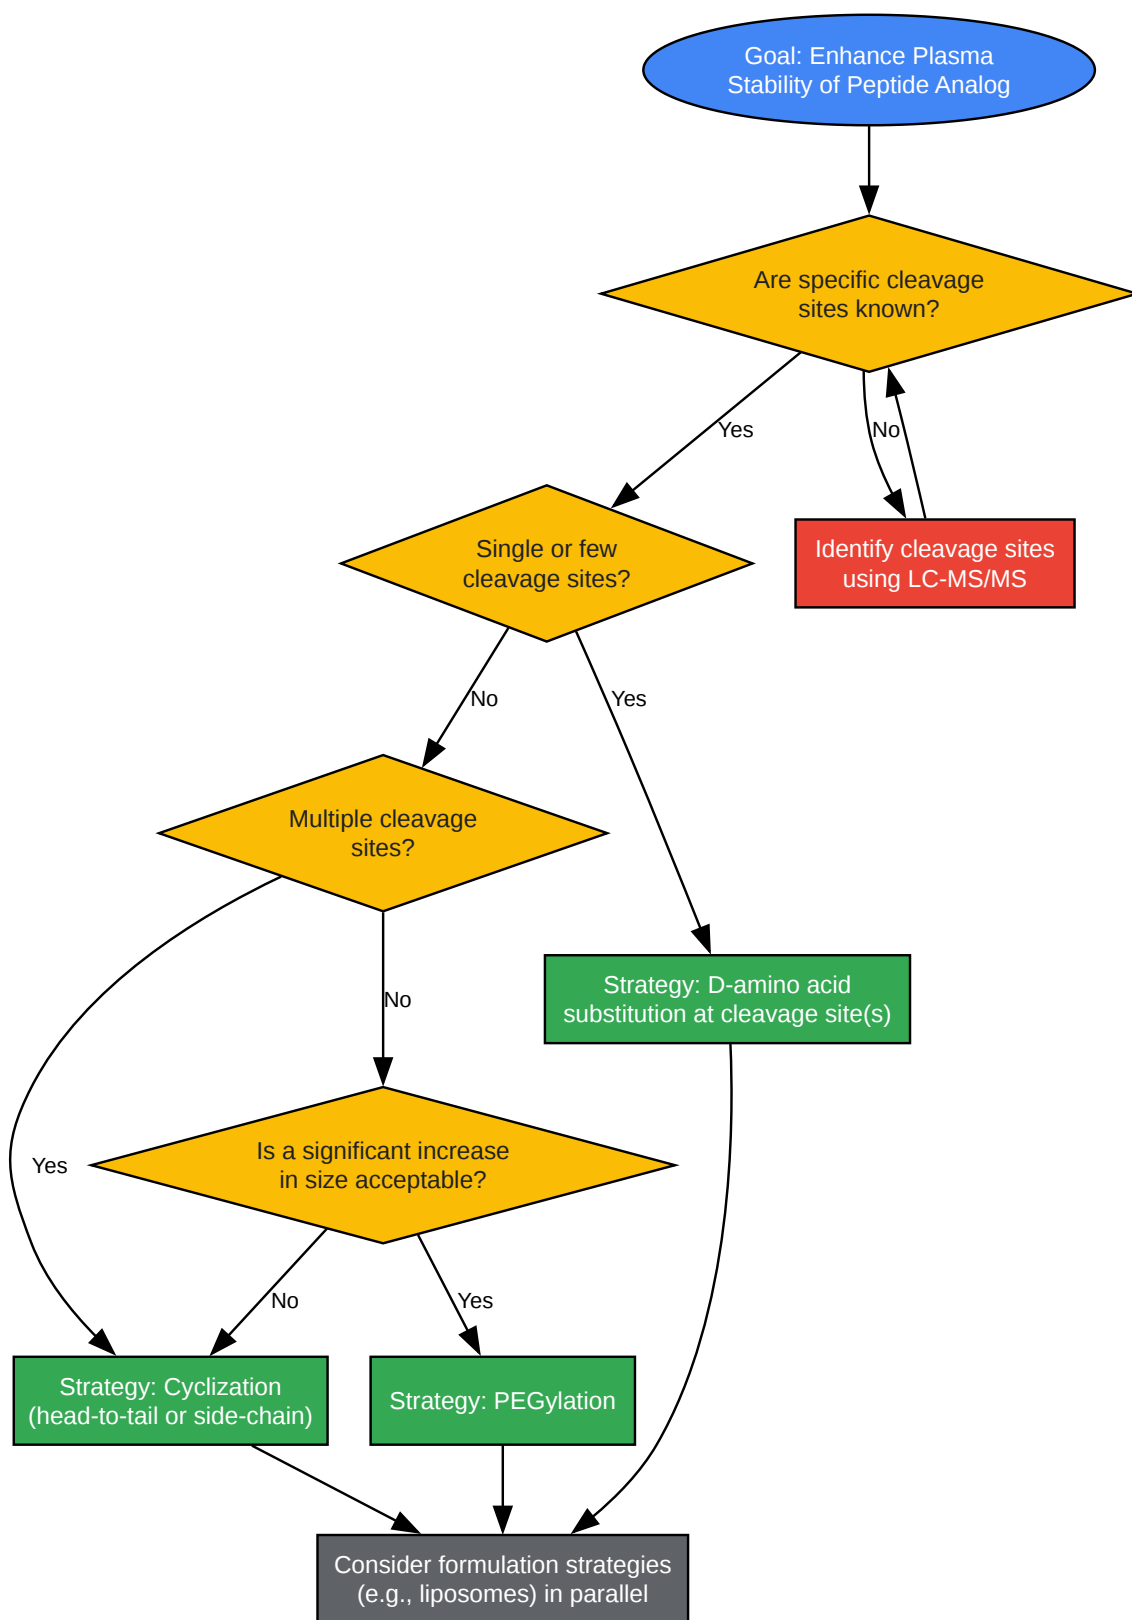 Goal: Enhance Plasma
Stability of Peptide Analog
Are specific cleavage
sites known?
Yes
No
Single or few
cleavage sites?
Identify cleavage sites
using LC-MS/MS
No
Yes
Multiple cleavage
sites?
No
Strategy: D-amino acid
substitution at cleavage site(s)
Yes
Is a significant increase
in size acceptable?
No
Yes
Strategy: Cyclization
(head-to-tail or side-chain)
Strategy: PEGylation
Consider formulation strategies
(e.g., liposomes) in parallel